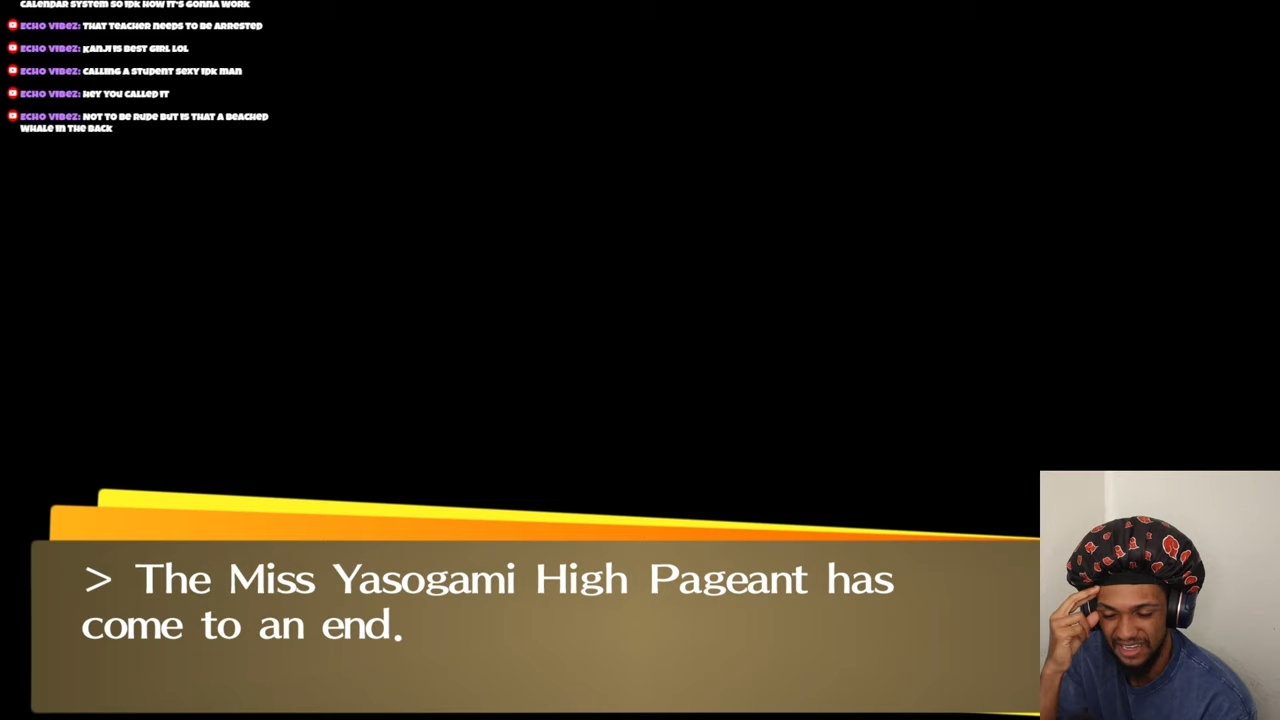 CALENDAR SYSTEM SO IDK HOW IT'S GONNA WORK
ECHO VIBEZ: THAT TEACHER NEEDS TO BE ARRESTED
ECHO VIBEZ: KANJI IS BEST GIRL LOL
ECHO VIBEZ: CALLING A STUDENT SEXY IDK MAN
ECHO VIBEZ: HEY YOU CALLED IT
ECHO VIBEZ: NOT TO BE RUDE BUT IS THAT A BEACHED
WHALE IN THE BACK
> The Miss Yasogami High Pageant has
come to an end.